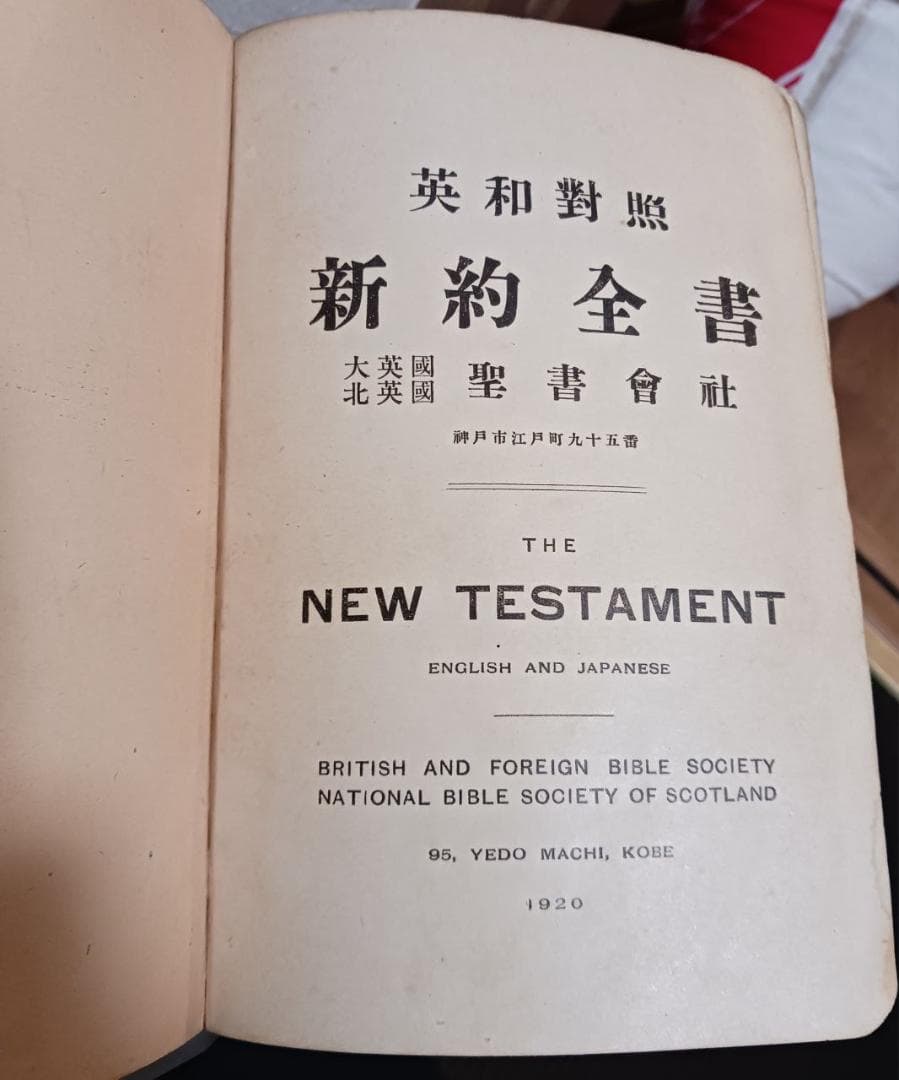 英和對照
新約全書
大英國
北英國 聖書會社
神戸市江戸町九十五番
THE
NEW TESTAMENT
ENGLISH AND JAPANESE
BRITISH AND FOREIGN BIBLE SOCIETY
NATIONAL BIBLE SOCIETY OF SCOTLAND
95, YEDO MACHI, KOBE
1920